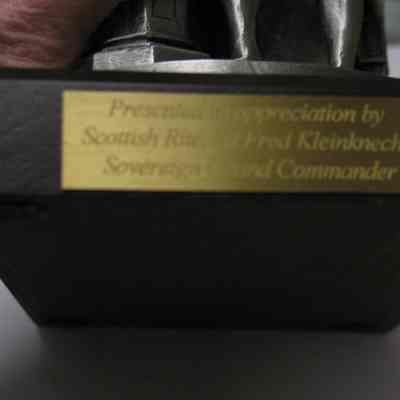 Presented in appreciation by
Scottish Rite Fred Kleinknech
Sovereign Grand Commander